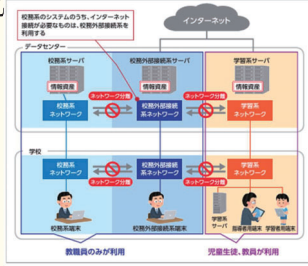 インターネット
校務系のシステムのうち、インターネット
接続が必要なものは、校務外部接続系を
利用する
データセンター
校務系サーバ
校務外部接続系サーバ
学習系サーバ
情報資産
情報資産
情報資産
ネットワーク分離
ネットワーク分離
校務系
ネットワーク
校務外部接続
系ネットワーク
学習系
ネットワーク
学校
校務系
ネットワーク
校務外部接続
系ネットワーク
学習系
ネットワーク
ネットワーク分離
ネットワーク分離
学習系
サーバ
指導者用端末
学習者用端末
校務系端末
校務外部接続系端末
教職員のみが利用
児童生徒、教員が利用